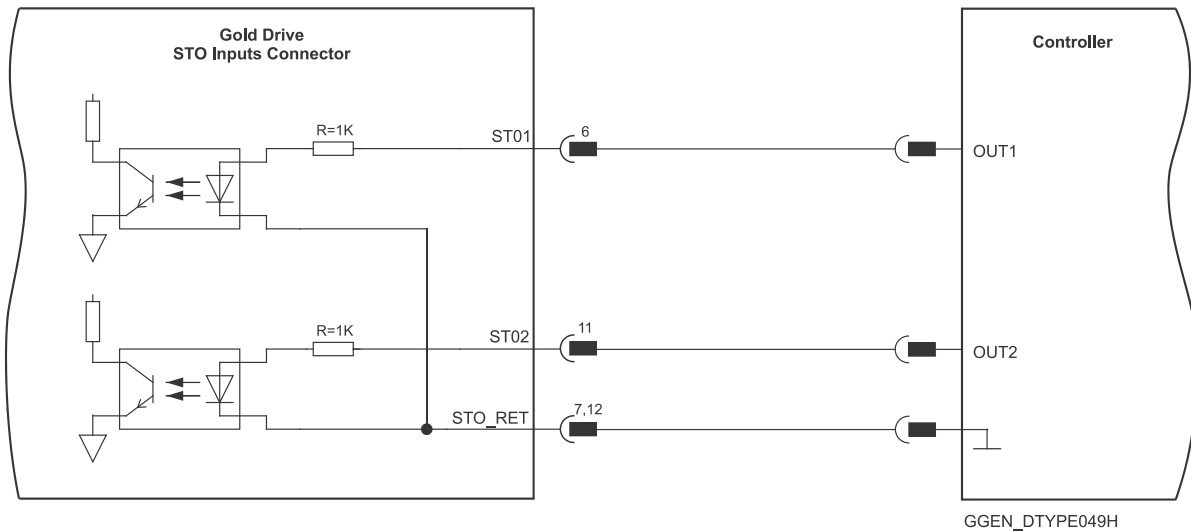 Gold Drive
STO Inputs Connector
Controller
R=1K
ST01
6
OUT1
R=1K
ST02
11
OUT2
STO_RET
7,12
GGEN_DTYPE049H